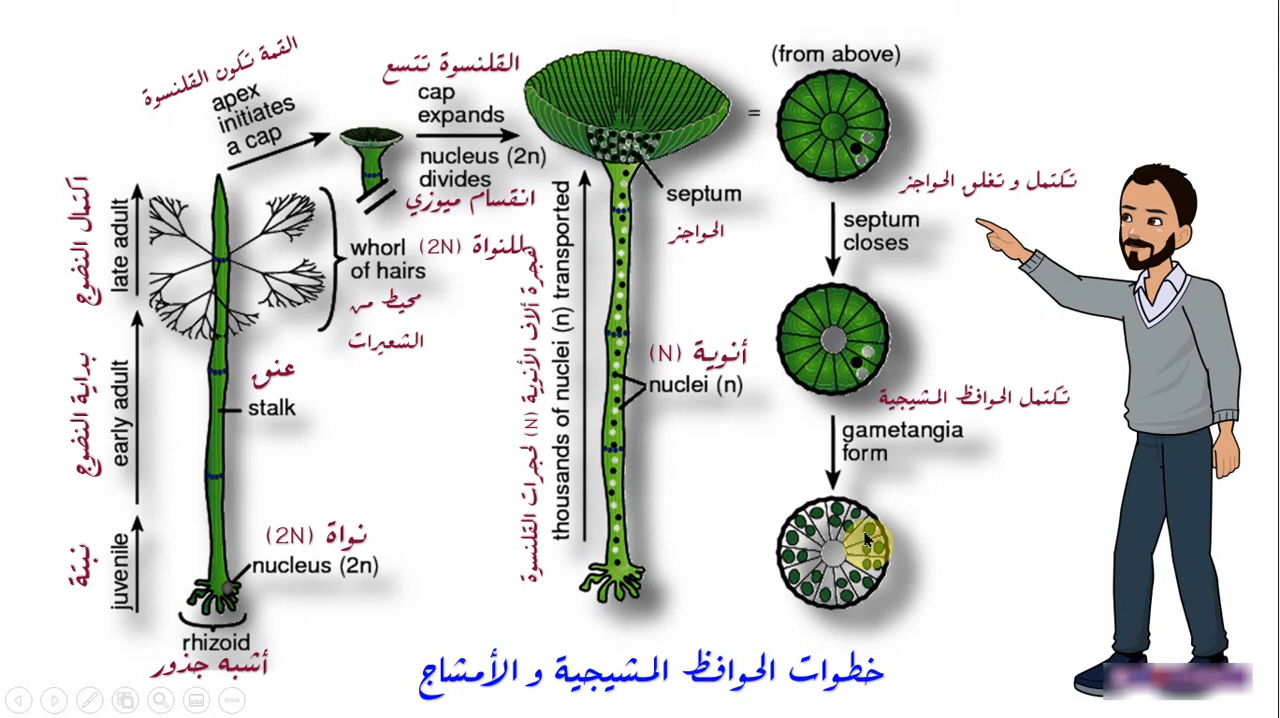 القمة تكون القلنسوة
apex
initiates
a cap
القلنسوة تتسع
cap
expands
nucleus (2n)
divides
انقسام ميوزي
للنواة (2N)
(from above)
=
septum
الحواجز
تكتمل و تغلق الحواجز
septum
closes
اكتمال النضوج
late adult
whorl
of hairs
محيط من
الشعيرات
بداية النضوج
early adult
عنق
stalk
هجرة آلاف الأنوية (N) لحجرات القلنسوة
thousands of nuclei (n) transported
أنوية (N)
nuclei (n)
تكتمل الحوافظ المشيجية
gametangia
form
نبتة
juvenile
نواة (2N)
nucleus (2n)
rhizoid
أشبه جذور
خطوات الحوافظ المشيجية و الأمشاج